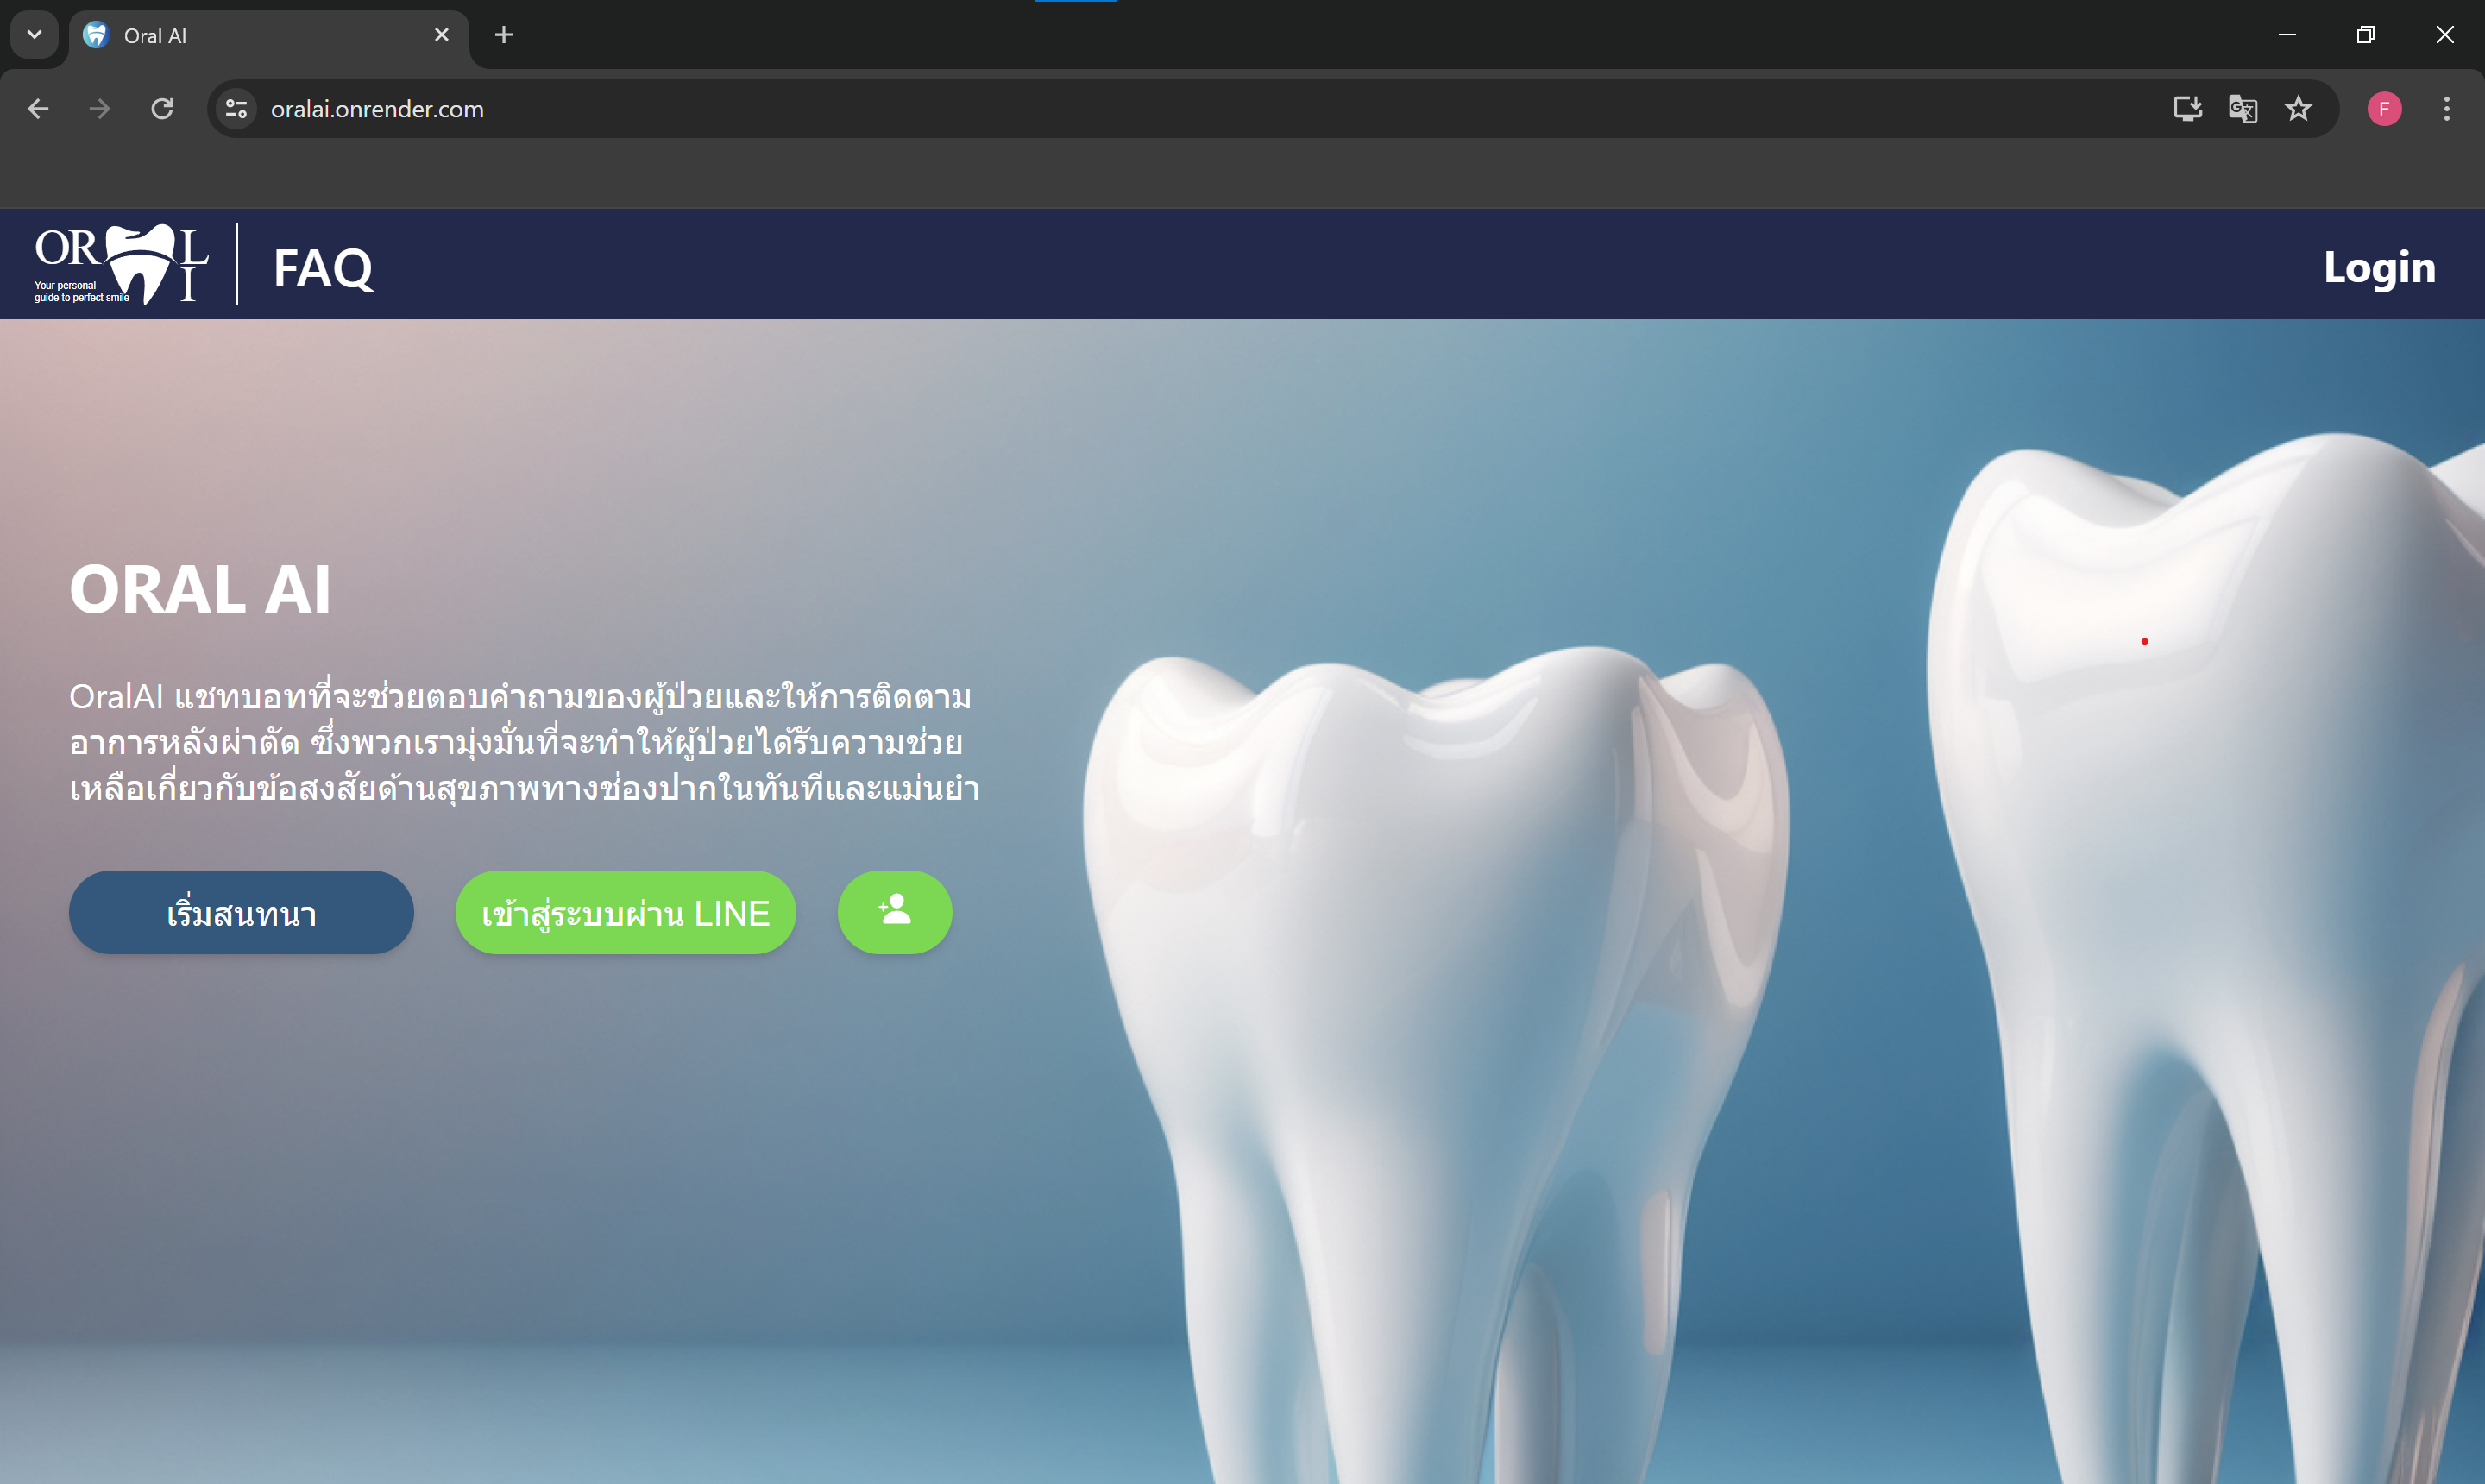 Oral AI
oralai.onrender.com
F
OR L
I
Your personal
guide to perfect smile
FAQ
Login
ORAL AI
OralAI แชทบอทที่จะช่วยตอบคำถามของผู้ป่วยและให้การติดตาม
อาการหลังผ่าตัด ซึ่งพวกเรามุ่งมั่นที่จะทำให้ผู้ป่วยได้รับความช่วย
เหลือเกี่ยวกับข้อสงสัยด้านสุขภาพทางช่องปากในทันทีและแม่นยำ
เริ่มสนทนา
เข้าสู่ระบบผ่าน LINE